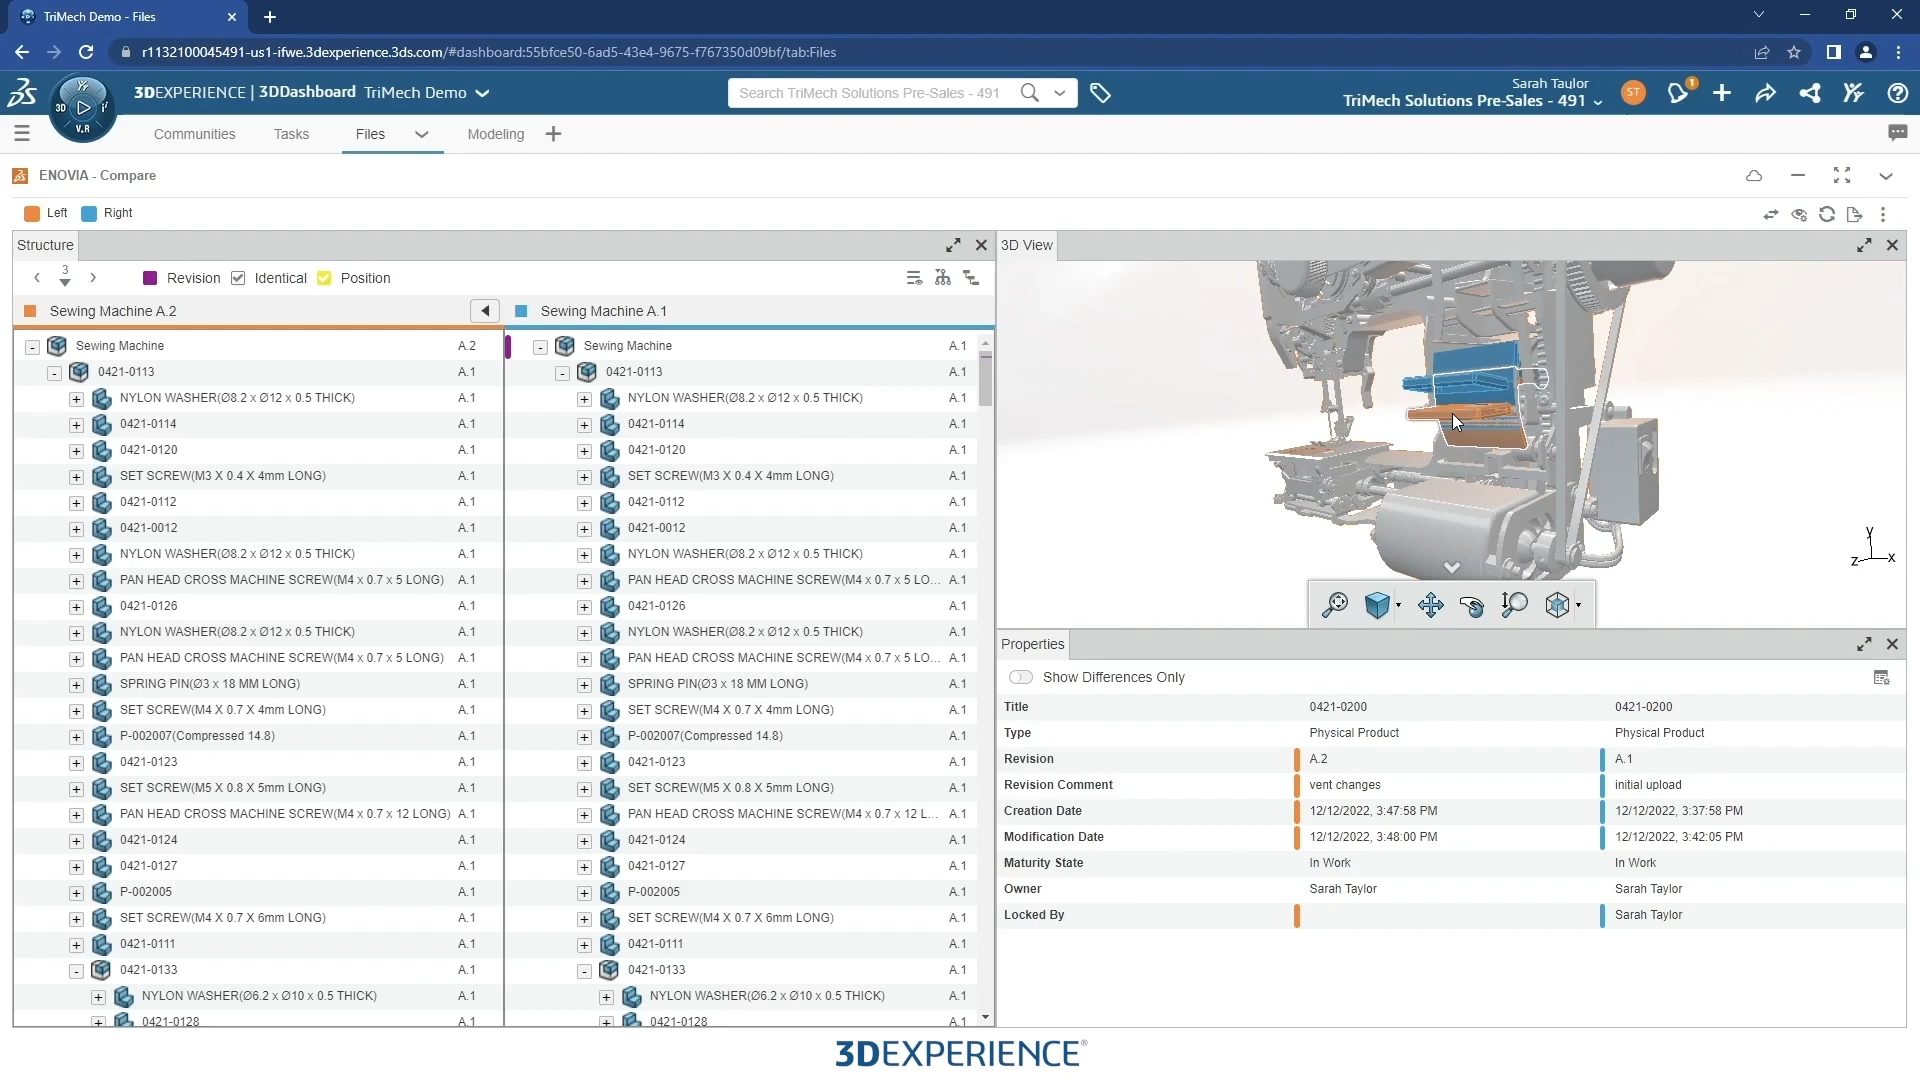 TriMech Demo - Files
r1132100045491-us1-ifwe.3dexperience.3ds.com/#dashboard:55bfce50-6ad5-43e4-9675-f767350d09bf/tab:Files
3D
V.R
3DEXPERIENCE | 3DDashboard TriMech Demo
Search TriMech Solutions Pre-Sales - 491
Sarah Taylor
TriMech Solutions Pre-Sales - 491
ST
1
Communities
Tasks
Files
Modeling
ENOVIA - Compare
Left
Right
Structure
3
Revision
Identical
Position
Sewing Machine A.2
Sewing Machine A.1
Sewing Machine A.2
Sewing Machine A.1
0421-0113 A.1
0421-0113 A.1
NYLON WASHER(Ø8.2 x Ø12 x 0.5 THICK) A.1
NYLON WASHER(Ø8.2 x Ø12 x 0.5 THICK) A.1
0421-0114 A.1
0421-0114 A.1
0421-0120 A.1
0421-0120 A.1
SET SCREW(M3 X 0.4 X 4mm LONG) A.1
SET SCREW(M3 X 0.4 X 4mm LONG) A.1
0421-0112 A.1
0421-0112 A.1
0421-0012 A.1
0421-0012 A.1
NYLON WASHER(Ø8.2 x Ø12 x 0.5 THICK) A.1
NYLON WASHER(Ø8.2 x Ø12 x 0.5 THICK) A.1
PAN HEAD CROSS MACHINE SCREW(M4 x 0.7 x 5 LONG) A.1
PAN HEAD CROSS MACHINE SCREW(M4 x 0.7 x 5 LO... A.1
0421-0126 A.1
0421-0126 A.1
NYLON WASHER(Ø8.2 x Ø12 x 0.5 THICK) A.1
NYLON WASHER(Ø8.2 x Ø12 x 0.5 THICK) A.1
PAN HEAD CROSS MACHINE SCREW(M4 x 0.7 x 5 LONG) A.1
PAN HEAD CROSS MACHINE SCREW(M4 x 0.7 x 5 LO... A.1
SPRING PIN(Ø3 x 18 MM LONG) A.1
SPRING PIN(Ø3 x 18 MM LONG) A.1
SET SCREW(M4 X 0.7 X 4mm LONG) A.1
SET SCREW(M4 X 0.7 X 4mm LONG) A.1
P-002007(Compressed 14.8) A.1
P-002007(Compressed 14.8) A.1
0421-0123 A.1
0421-0123 A.1
SET SCREW(M5 X 0.8 X 5mm LONG) A.1
SET SCREW(M5 X 0.8 X 5mm LONG) A.1
PAN HEAD CROSS MACHINE SCREW(M4 x 0.7 x 12 LONG) A.1
PAN HEAD CROSS MACHINE SCREW(M4 x 0.7 x 12 L... A.1
0421-0124 A.1
0421-0124 A.1
0421-0127 A.1
0421-0127 A.1
P-002005 A.1
P-002005 A.1
SET SCREW(M4 X 0.7 X 6mm LONG) A.1
SET SCREW(M4 X 0.7 X 6mm LONG) A.1
0421-0111 A.1
0421-0111 A.1
0421-0133 A.1
0421-0133 A.1
NYLON WASHER(Ø6.2 x Ø10 x 0.5 THICK) A.1
NYLON WASHER(Ø6.2 x Ø10 x 0.5 THICK) A.1
0421-0128 A.1
0421-0128 A.1
3D View
y
z x
Properties
Show Differences Only
Title 0421-0200 0421-0200
Type Physical Product Physical Product
Revision A.2 A.1
Revision Comment vent changes initial upload
Creation Date 12/12/2022, 3:47:58 PM 12/12/2022, 3:37:58 PM
Modification Date 12/12/2022, 3:48:00 PM 12/12/2022, 3:42:05 PM
Maturity State In Work In Work
Owner Sarah Taylor Sarah Taylor
Locked By Sarah Taylor
3DEXPERIENCE®